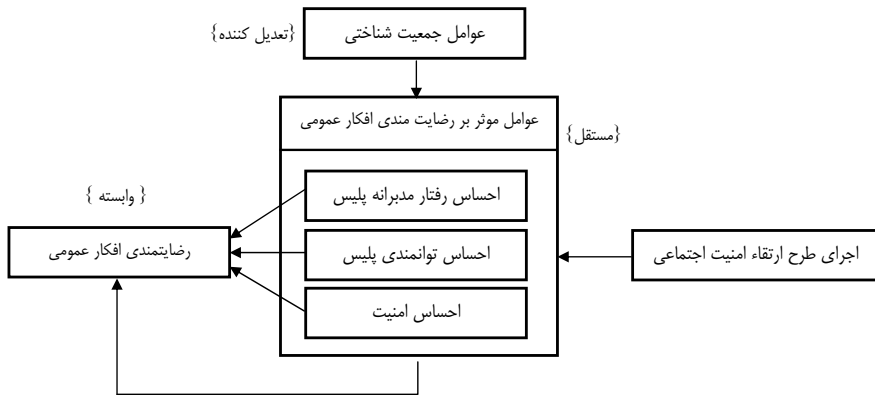 عوامل جمعیت شناختی
{تعدیل کننده}
عوامل موثر بر رضایت مندی افکار عمومی
{مستقل}
احساس رفتار مدبرانه پلیس
{ وابسته }
اجرای طرح ارتقاء امنیت اجتماعی
احساس توانمندی پلیس
رضایتمندی افکار عمومی
احساس امنیت